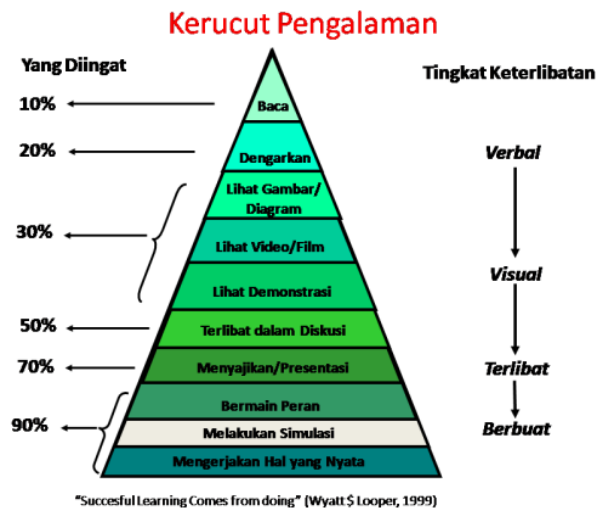 Kerucut Pengalaman
Yang Diingat
Tingkat Keterlibatan
10%
Baca
20%
Dengarkan
Verbal
Lihat Gambar/
Diagram
30%
Lihat Video/Film
Visual
Lihat Demonstrasi
50%
Terlibat dalam Diskusi
70%
Menyajikan/Presentasi
Terlibat
Bermain Peran
90%
Melakukan Simulasi
Berbuat
Mengerjakan Hal yang Nyata
“Succesful Learning Comes from doing” (Wyatt $ Looper, 1999)